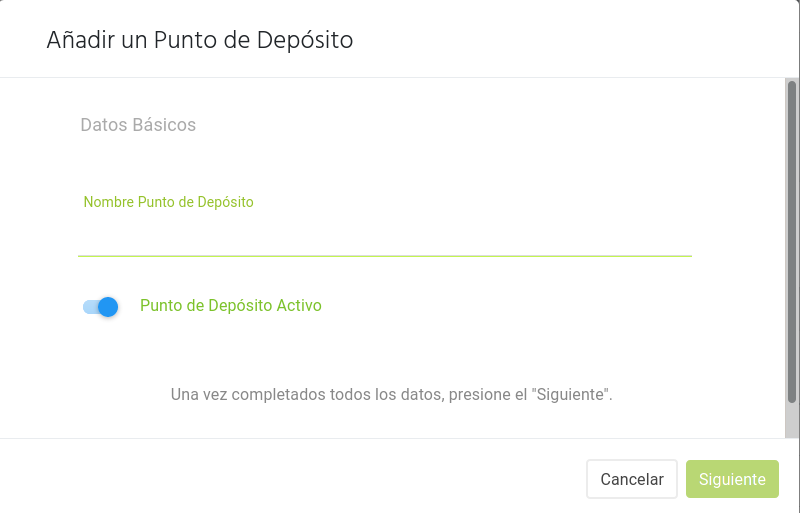 Añadir un Punto de Depósito
Datos Básicos
Nombre Punto de Depósito
Punto de Depósito Activo
Una vez completados todos los datos, presione el "Siguiente".
Cancelar
Siguiente